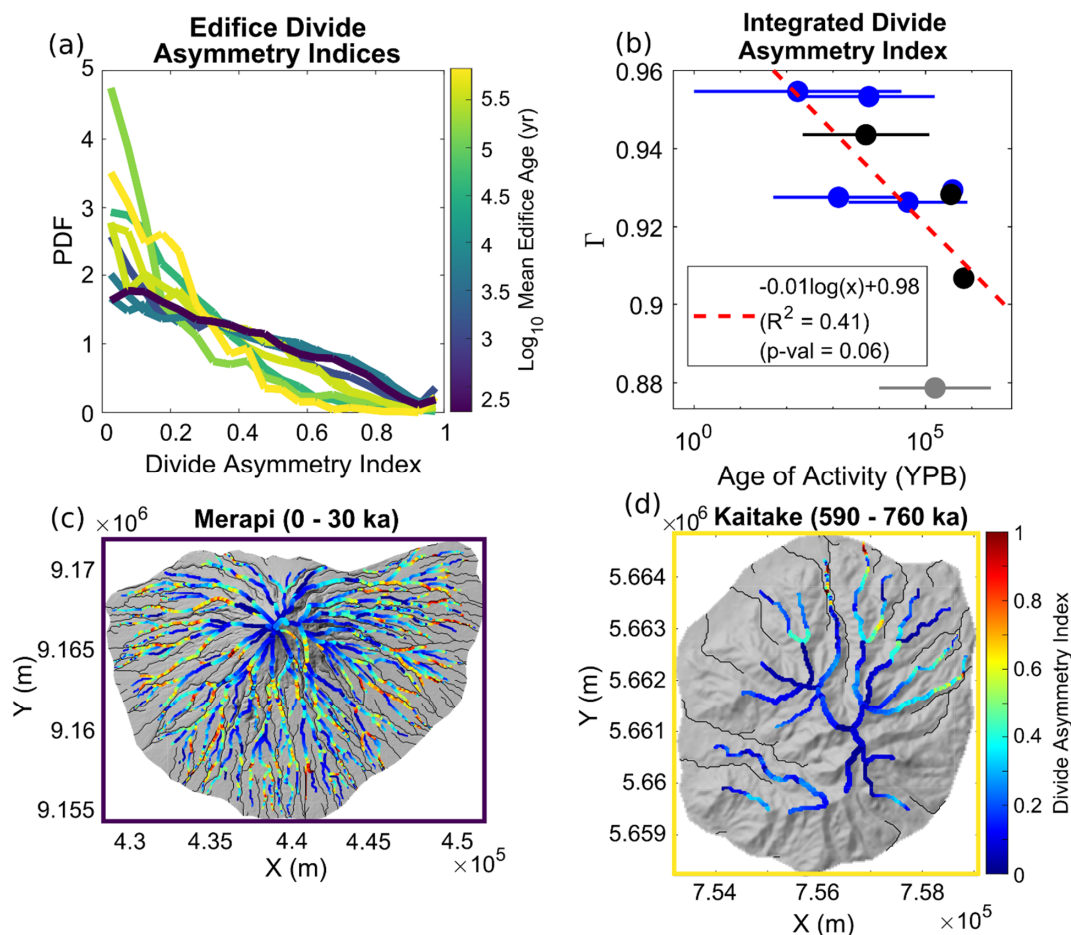 (a)
Edifice Divide
Asymmetry Indices
5
4
3
2
1
0
PDF
0
0.2
0.4
0.6
0.8
1
Divide Asymmetry Index
5.5
5
4.5
4
3.5
3
2.5
Log10 Mean Edifice Age (yr)
(b)
Integrated Divide
Asymmetry Index
0.96
0.94
0.92
0.9
0.88
Γ
-0.01log(x)+0.98
(R² = 0.41)
(p-val = 0.06)
10⁰
10⁵
Age of Activity (YPB)
(c)
×10⁶
Merapi (0 - 30 ka)
9.17
9.165
9.16
9.155
Y (m)
4.3
4.35
4.4
4.45
4.5
X (m)
×10⁵
(d)
×10⁶
Kaitake (590 - 760 ka)
5.664
5.663
5.662
5.661
5.66
5.659
Y (m)
7.54
7.56
7.58
X (m)
×10⁵
1
0.8
0.6
0.4
0.2
0
Divide Asymmetry Index